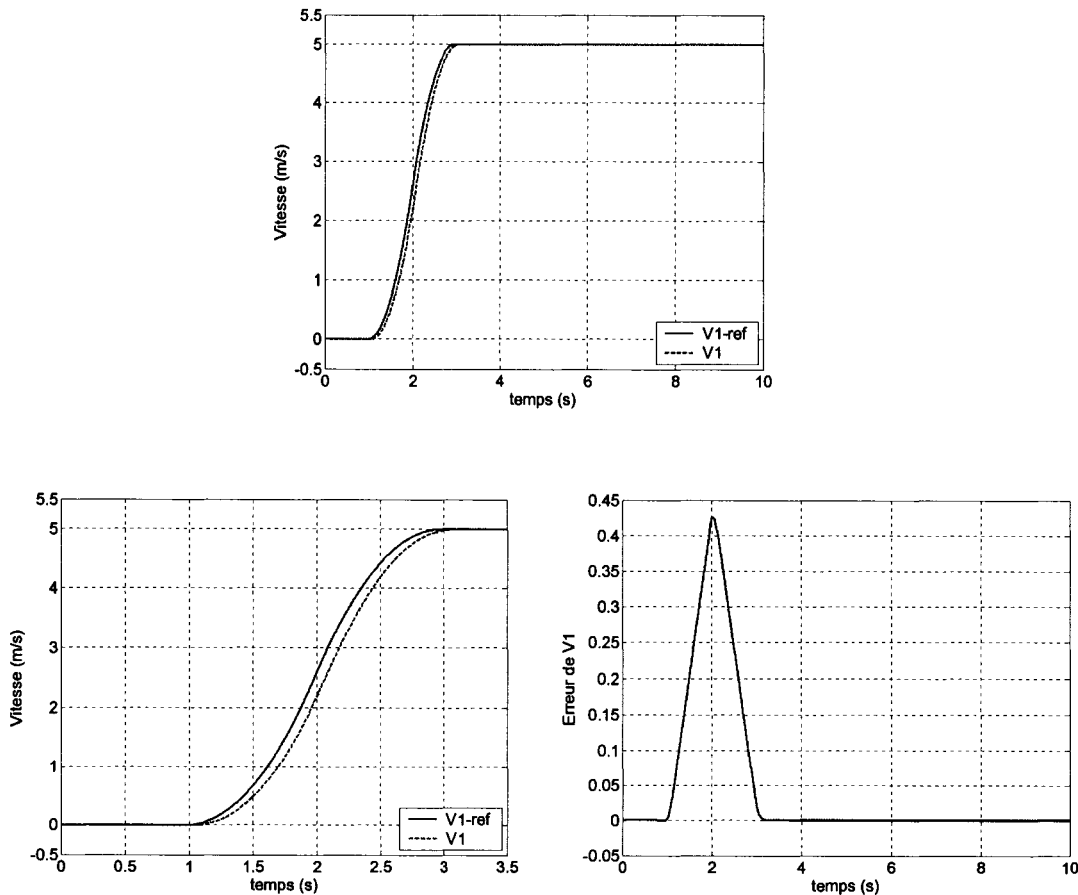 5.5
5
4
3
2
1
0
-0.5
Vitesse (m/s)
V1-ref
V1
0 2 4 6 8 10
temps (s)
5.5
5
4
3
2
1
0
-0.5
Vitesse (m/s)
V1-ref
V1
0 0.5 1 1.5 2 2.5 3 3.5
temps (s)
0.45
0.4
0.35
0.3
0.25
0.2
0.15
0.1
0.05
0
-0.05
Erreur de V1
0 2 4 6 8 10
temps (s)